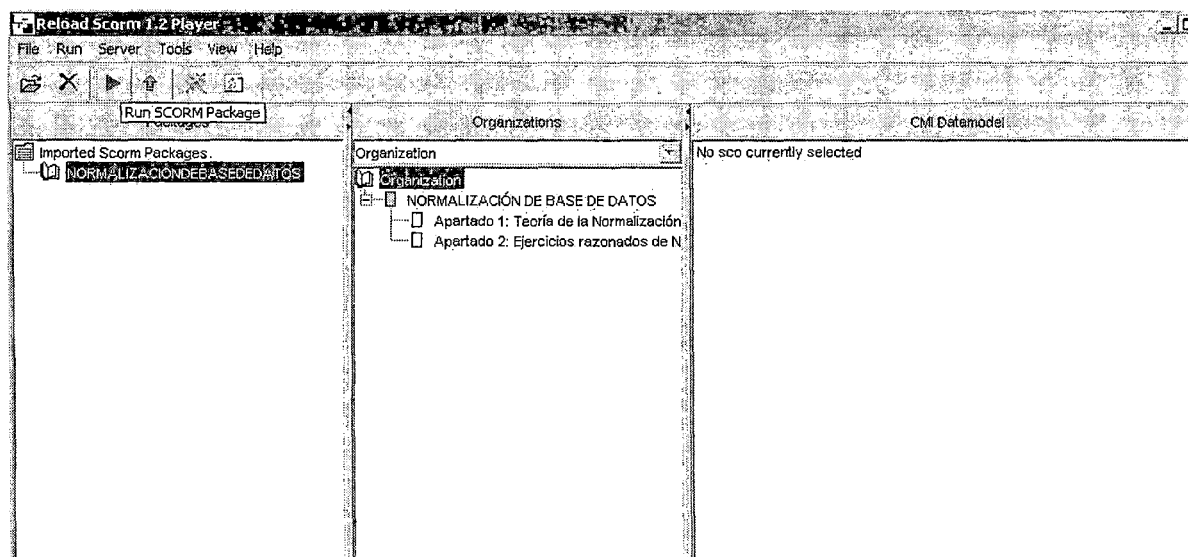 Reload Scorm 1.2 Player
File Run Server Tools View Help
Run SCORM Package
Packages
Organizations
CMI Datamodel
Imported Scorm Packages.
NORMALIZACIÓNDEBASEDEDATOS
Organization
Organization
NORMALIZACIÓN DE BASE DE DATOS
Apartado 1: Teoría de la Normalización
Apartado 2: Ejercicios razonados de N
No sco currently selected